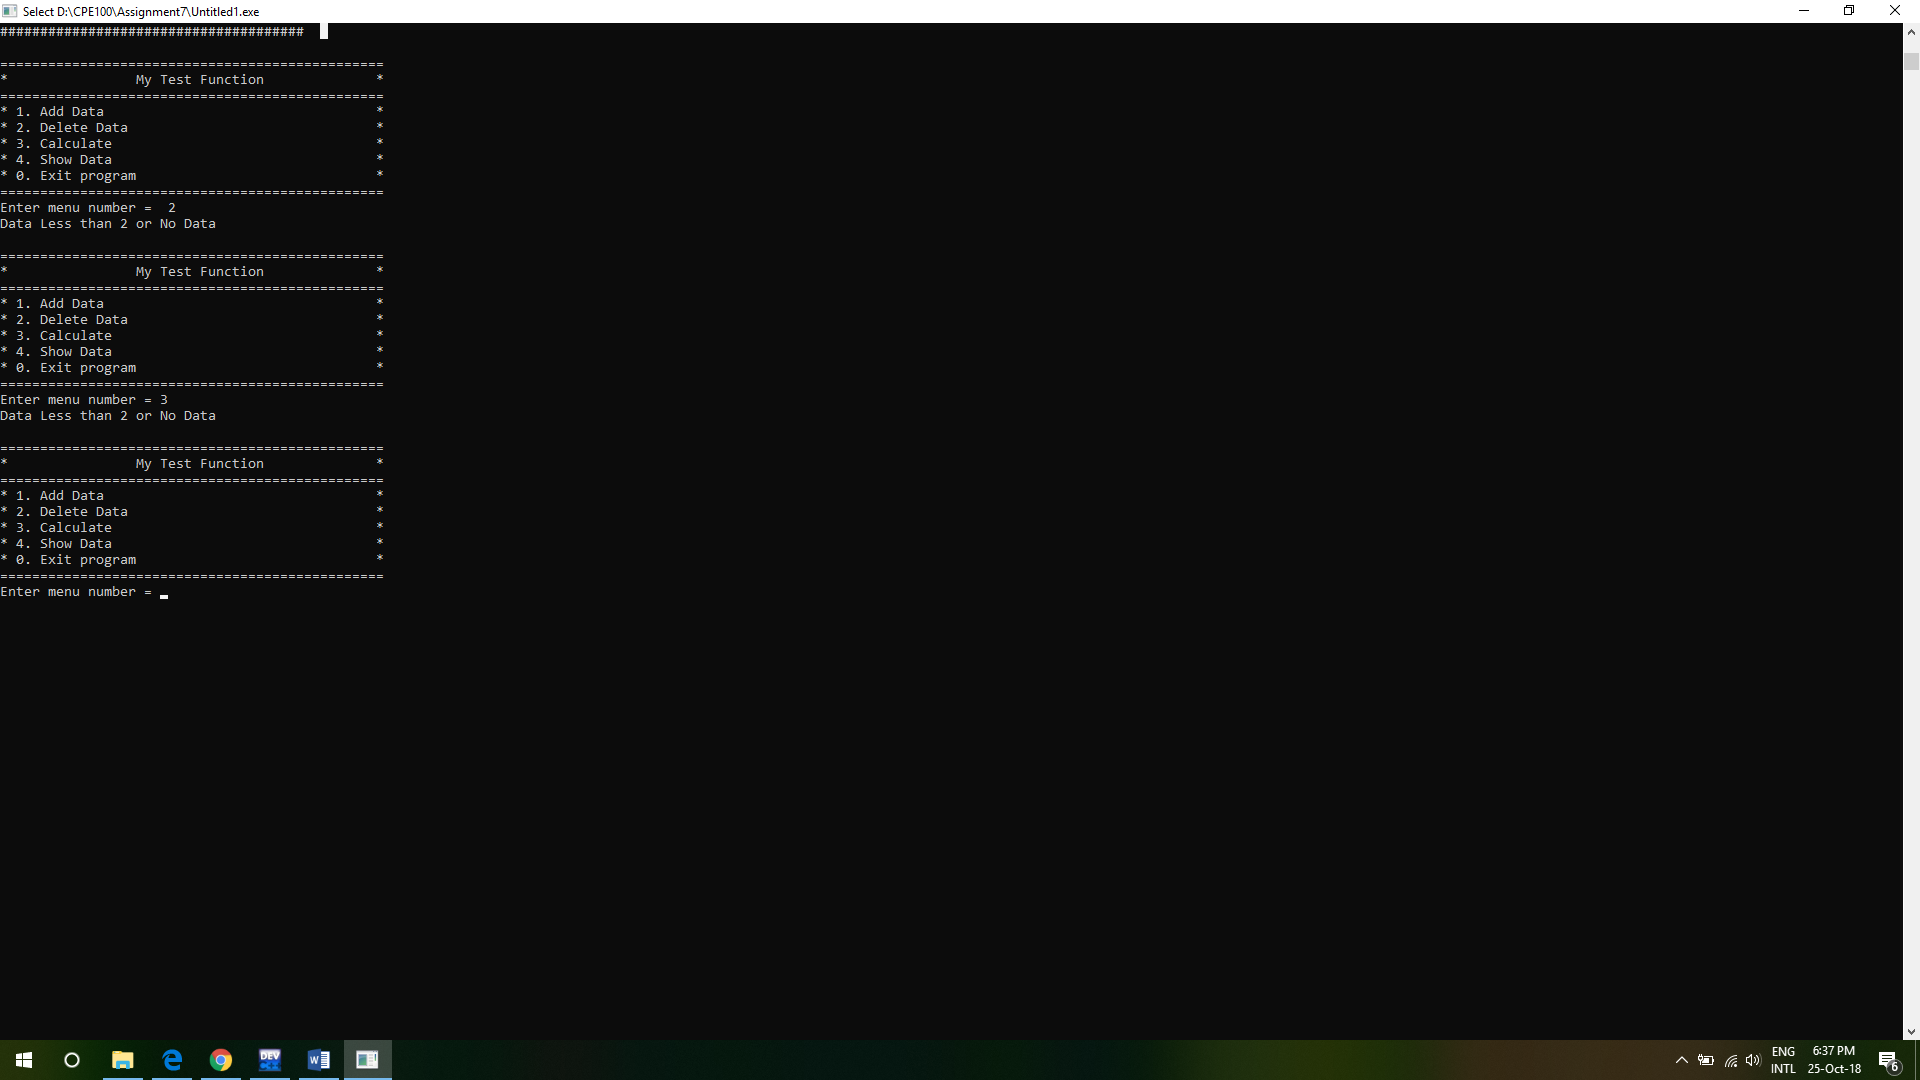 Select D:\CPE100\Assignment7\Untitled1.exe
######################################
================================================
*                My Test Function              *
================================================
* 1. Add Data                                  *
* 2. Delete Data                               *
* 3. Calculate                                 *
* 4. Show Data                                 *
* 0. Exit program                              *
================================================
Enter menu number =  2
Data Less than 2 or No Data
================================================
*                My Test Function              *
================================================
* 1. Add Data                                  *
* 2. Delete Data                               *
* 3. Calculate                                 *
* 4. Show Data                                 *
* 0. Exit program                              *
================================================
Enter menu number = 3
Data Less than 2 or No Data
================================================
*                My Test Function              *
================================================
* 1. Add Data                                  *
* 2. Delete Data                               *
* 3. Calculate                                 *
* 4. Show Data                                 *
* 0. Exit program                              *
================================================
Enter menu number = _
DEV C++
W
ENG 6:37 PM
INTL 25-Oct-18 6